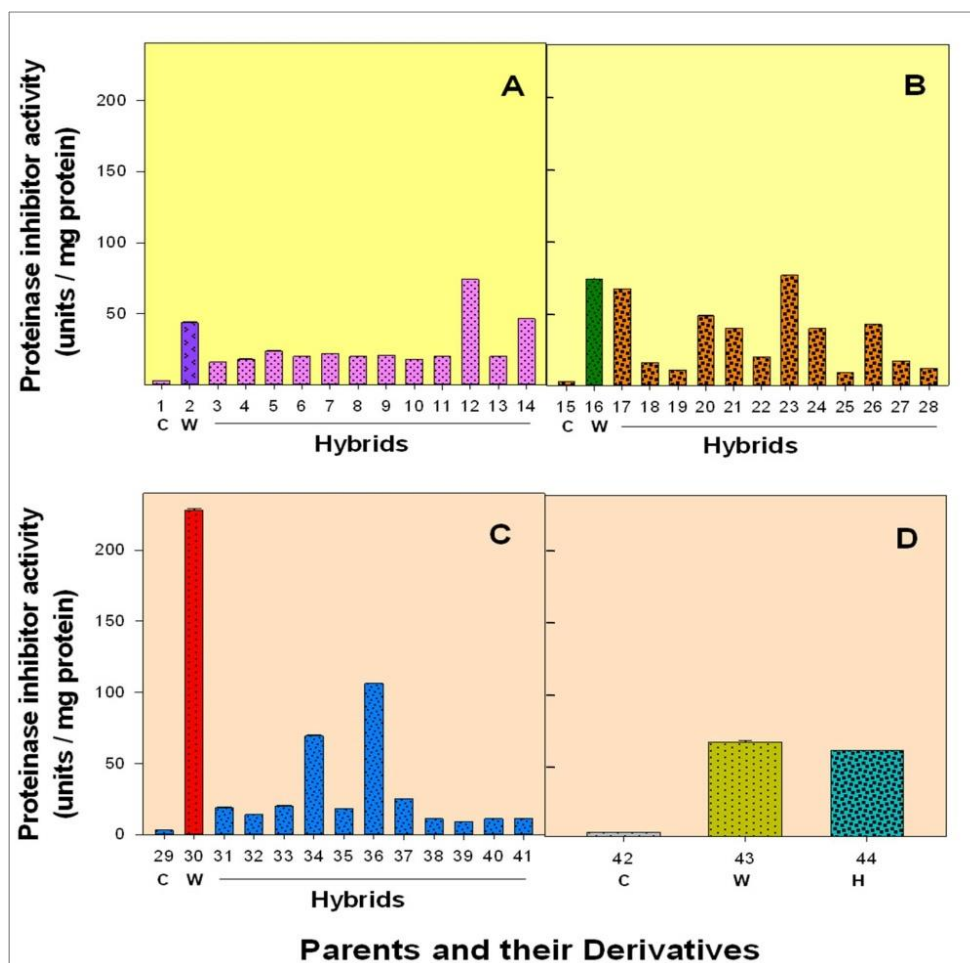 Proteinase inhibitor activity
(units / mg protein)
200
150
100
50
A
B
1 2 3 4 5 6 7 8 9 10 11 12 13 14
C W
Hybrids
15 16 17 18 19 20 21 22 23 24 25 26 27 28
C W
Hybrids
Proteinase inhibitor activity
(units / mg protein)
200
150
100
50
0
C
D
29 30 31 32 33 34 35 36 37 38 39 40 41
C W
Hybrids
42 43 44
C W H
Parents and their Derivatives